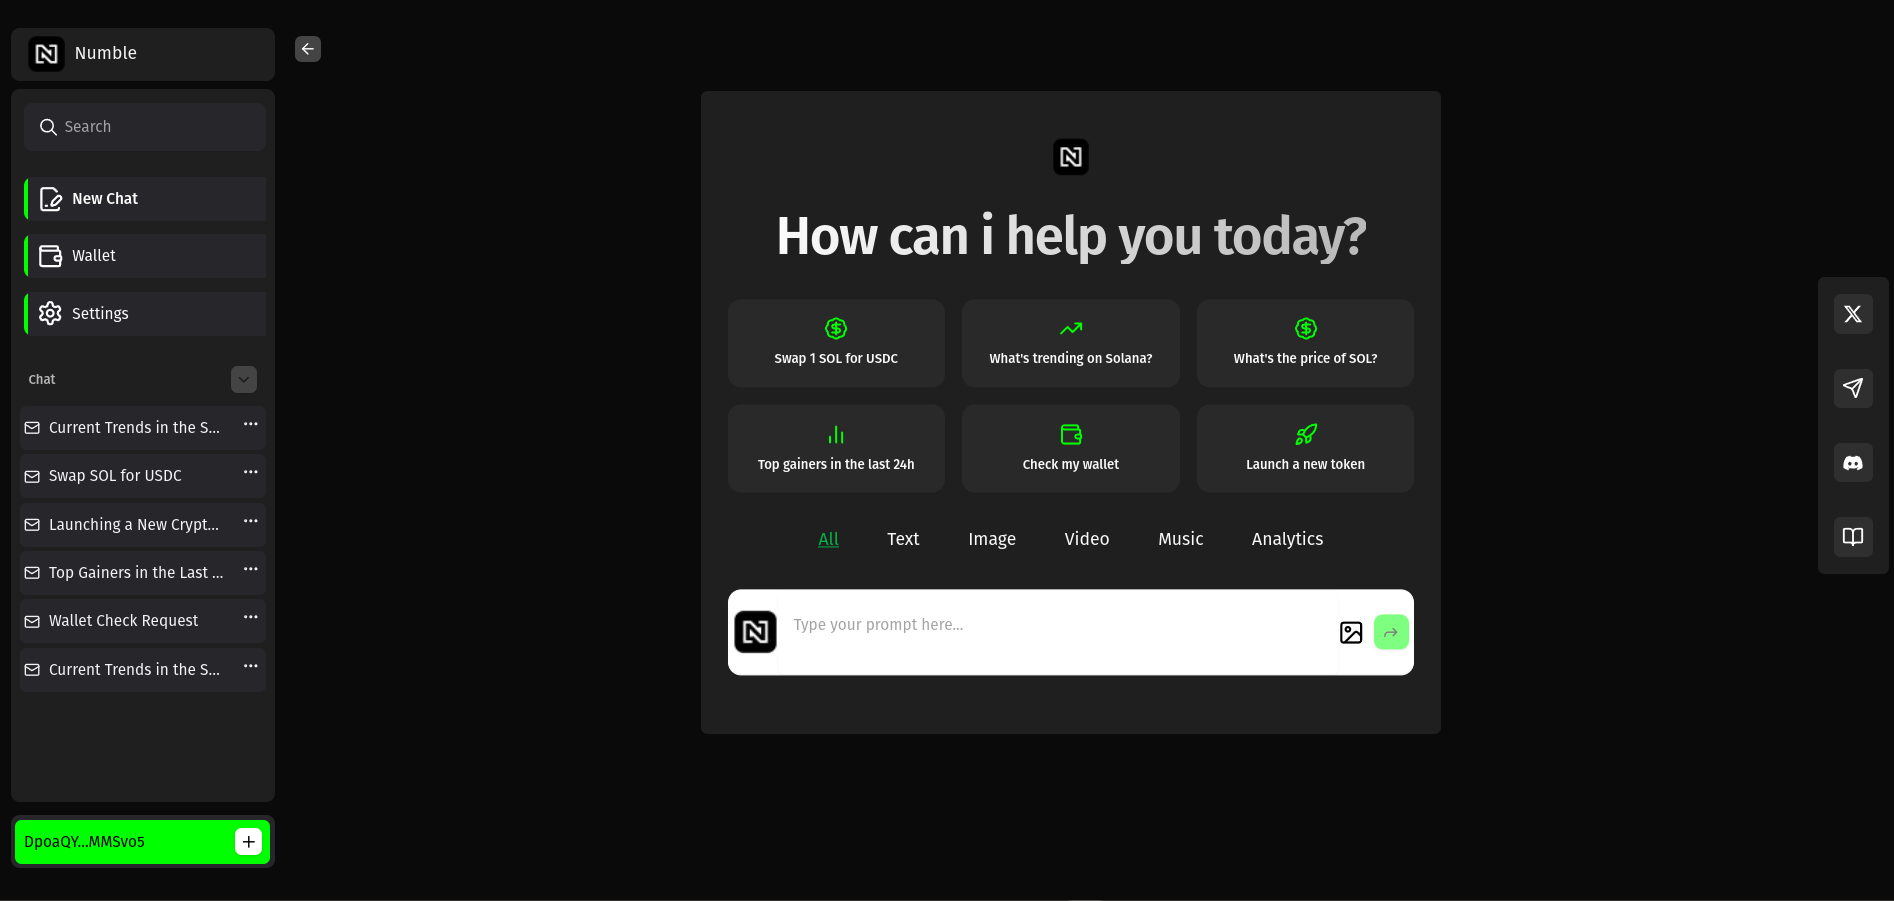 Numble
Search
New Chat
Wallet
Settings
Chat
Current Trends in the S...
Swap SOL for USDC
Launching a New Crypt...
Top Gainers in the Last ...
Wallet Check Request
Current Trends in the S...
DpoaQY...MMSvo5
How can i help you today?
Swap 1 SOL for USDC
What's trending on Solana?
What's the price of SOL?
Top gainers in the last 24h
Check my wallet
Launch a new token
All Text Image Video Music Analytics
Type your prompt here...